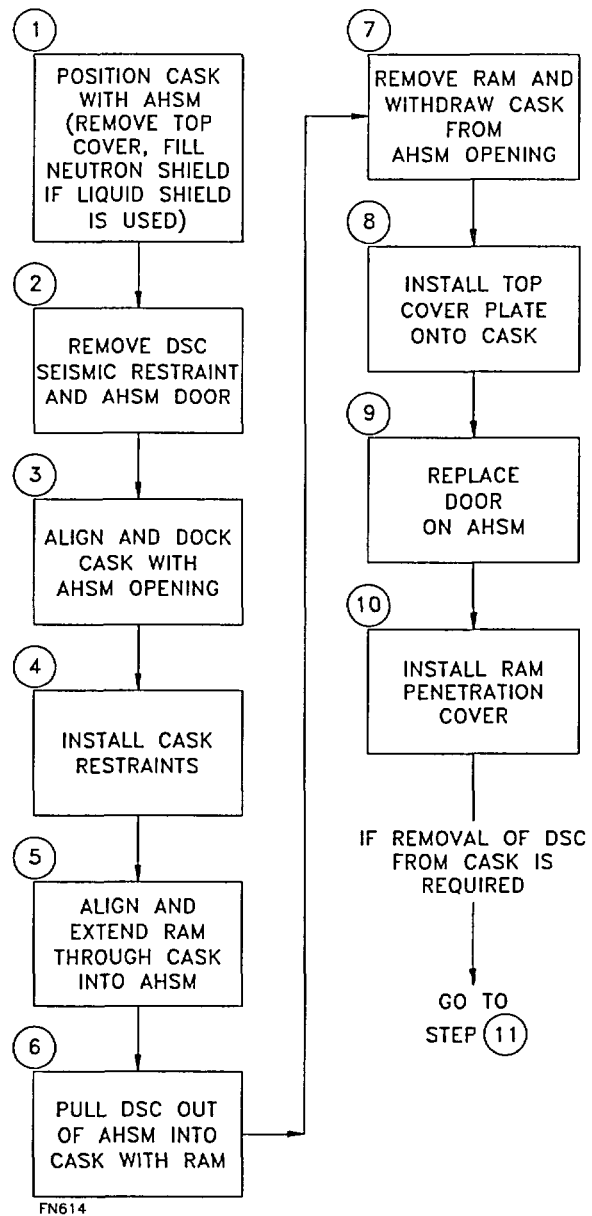 1
POSITION CASK
WITH AHSM
(REMOVE TOP
COVER, FILL
NEUTRON SHIELD
IF LIQUID SHIELD
IS USED)
2
REMOVE DSC
SEISMIC RESTRAINT
AND AHSM DOOR
3
ALIGN AND DOCK
CASK WITH
AHSM OPENING
4
INSTALL CASK
RESTRAINTS
5
ALIGN AND
EXTEND RAM
THROUGH CASK
INTO AHSM
6
PULL DSC OUT
OF AHSM INTO
CASK WITH RAM
FN614
7
REMOVE RAM AND
WITHDRAW CASK
FROM
AHSM OPENING
8
INSTALL TOP
COVER PLATE
ONTO CASK
9
REPLACE
DOOR
ON AHSM
10
INSTALL RAM
PENETRATION
COVER
IF REMOVAL OF DSC
FROM CASK IS
REQUIRED
GO TO
STEP 11